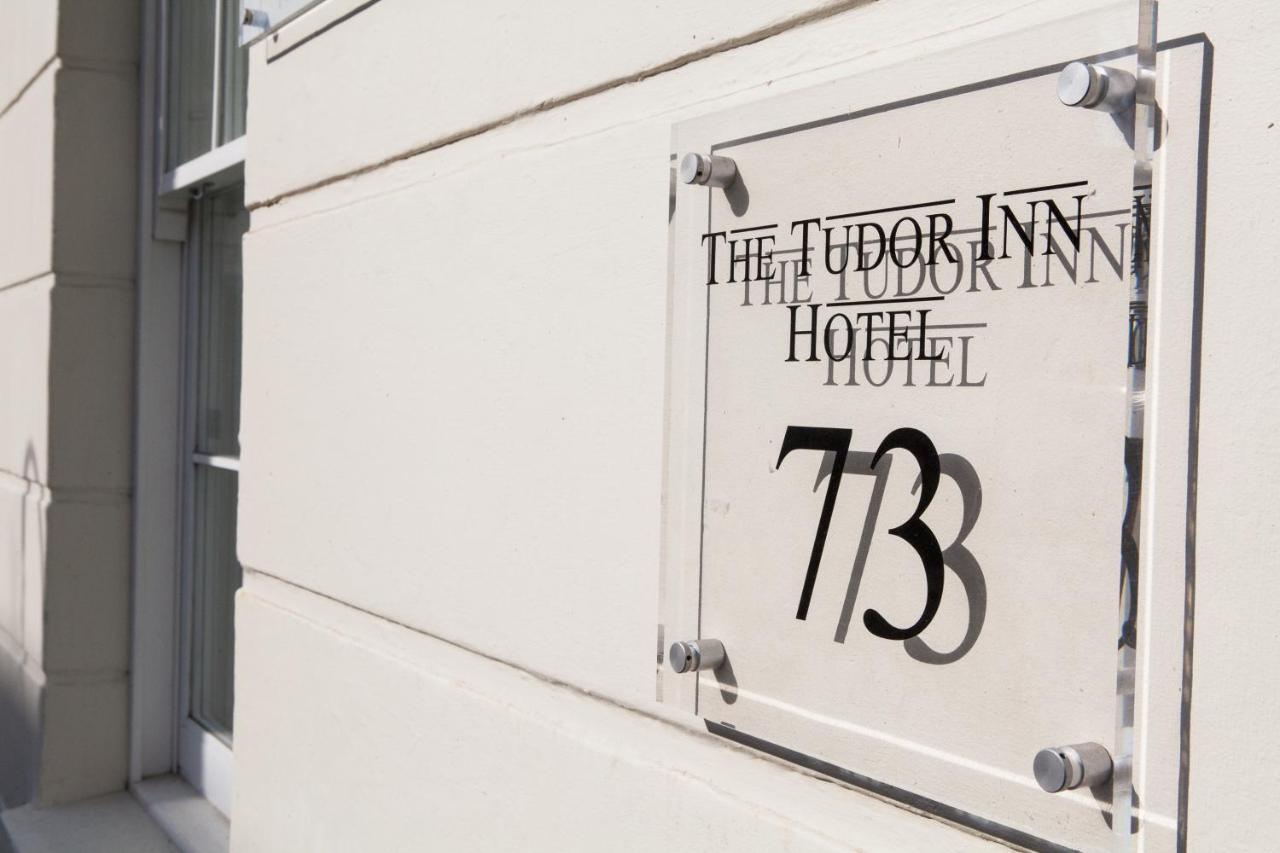 THE TUDOR INN
HOTEL
73